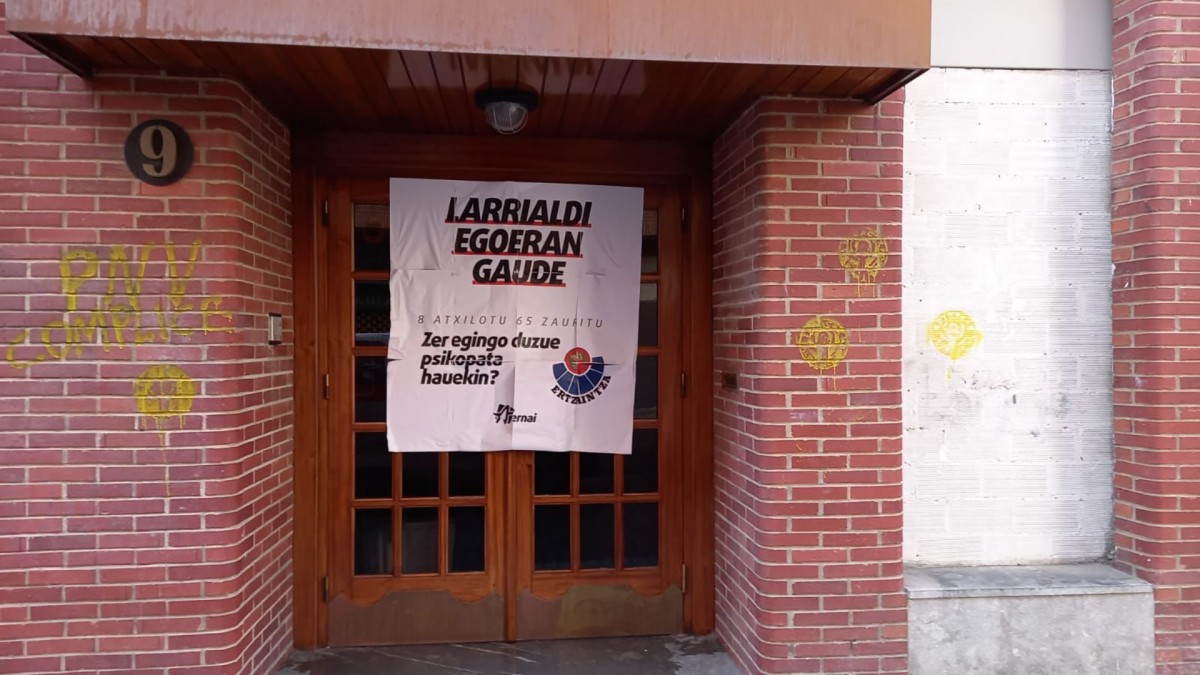 9
PNV
COMPLICE
LARRIALDI
EGOERAN
GAUDE
8 ATXILOTU 65 ZAURITU
Zer egingo duzue
psikopata
hauekin?
ERTZAINTZA
ernai